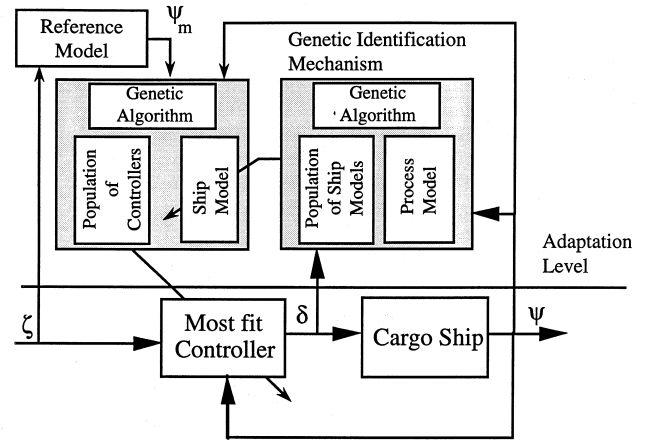 Reference
Model
ψm
Genetic Identification
Mechanism
Genetic
Algorithm
Population
of
Controllers
Ship
Model
Genetic
Algorithm
Population
of Ship
Models
Process
Model
Adaptation
Level
ζ
Most fit
Controller
δ
Cargo Ship
ψ